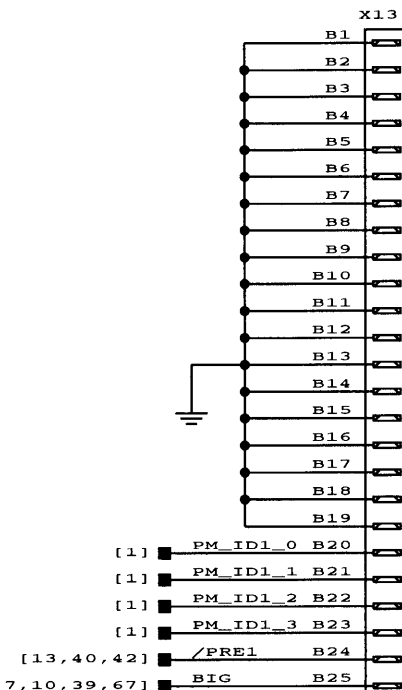 X13
B1
B2
B3
B4
B5
B6
B7
B8
B9
B10
B11
B12
B13
B14
B15
B16
B17
B18
B19
[1] PM_ID1_0 B20
[1] PM_ID1_1 B21
[1] PM_ID1_2 B22
[1] PM_ID1_3 B23
[13,40,42] /PRE1 B24
7,10,39,67] BIG B25